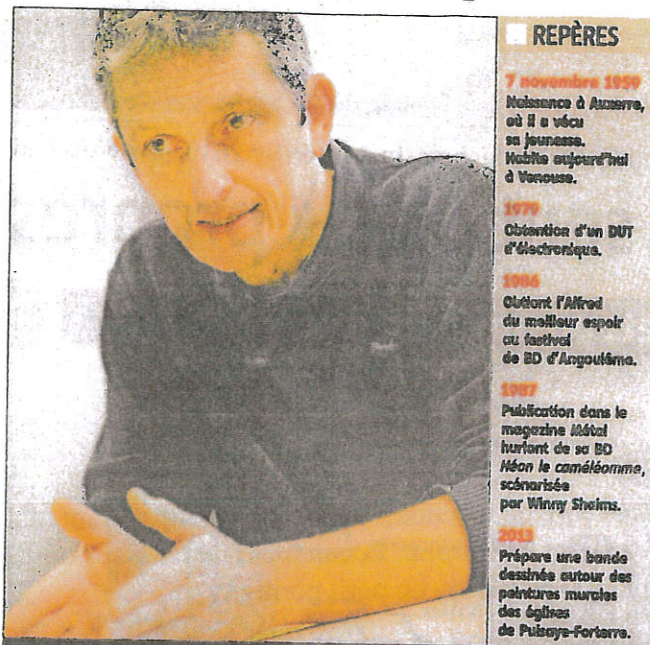 REPÈRES
7 novembre 1959
Naissance à Auxerre,
où il a vécu
sa jeunesse.
Habite aujourd'hui
à Venouse.
1979
Obtention d'un DUT
d'électronique.
1986
Obtient l'Alfred
du meilleur espoir
au festival
de BD d'Angoulême.
1987
Publication dans le
magazine Métal
hurlant de sa BD
Héon le caméléomme,
scénarisée
par Winny Sheims.
2013
Prépare une bande
dessinée autour des
peintures murales
des églises
de Puisaye-Forterre.